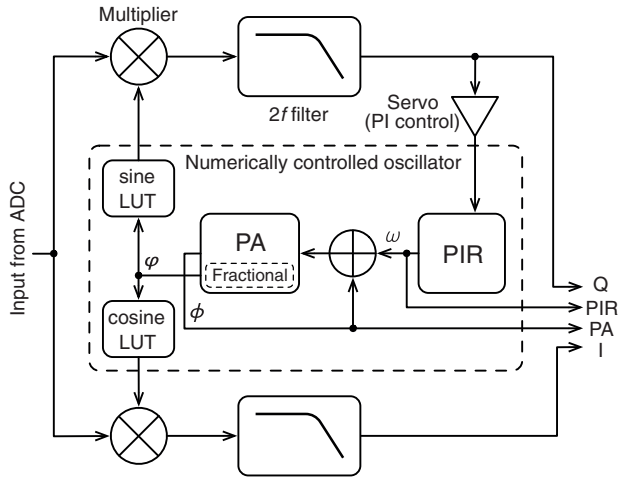 Multiplier
2f filter
Servo
(PI control)
Numerically controlled oscillator
sine
LUT
Input from ADC
PA
Fractional
ω
PIR
φ
ϕ
cosine
LUT
Q
PIR
PA
I